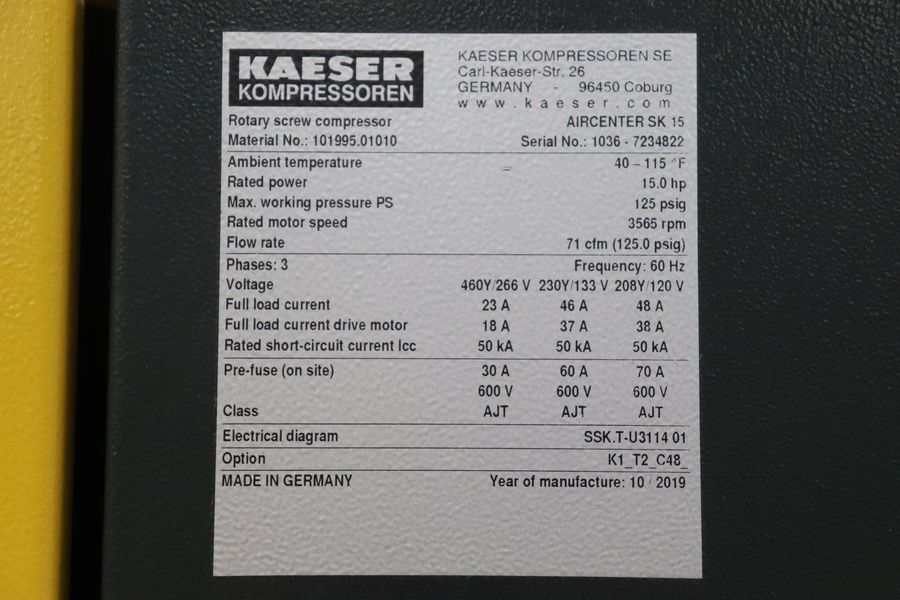 KAESER
KOMPRESSOREN
KAESER KOMPRESSOREN SE
Carl-Kaeser-Str. 26
GERMANY - 96450 Coburg
www.kaeser.com
Rotary screw compressor AIRCENTER SK 15
Material No.: 101995.01010 Serial No.: 1036 - 7234822
Ambient temperature 40 – 115 °F
Rated power 15.0 hp
Max. working pressure PS 125 psig
Rated motor speed 3565 rpm
Flow rate 71 cfm (125.0 psig)
Phases: 3 Frequency: 60 Hz
Voltage 460Y/266 V 230Y/133 V 208Y/120 V
Full load current 23 A 46 A 48 A
Full load current drive motor 18 A 37 A 38 A
Rated short-circuit current Icc 50 kA 50 kA 50 kA
Pre-fuse (on site) 30 A 60 A 70 A
600 V 600 V 600 V
Class AJT AJT AJT
Electrical diagram SSK.T-U3114 01
Option K1_T2_C48_
MADE IN GERMANY Year of manufacture: 10 / 2019